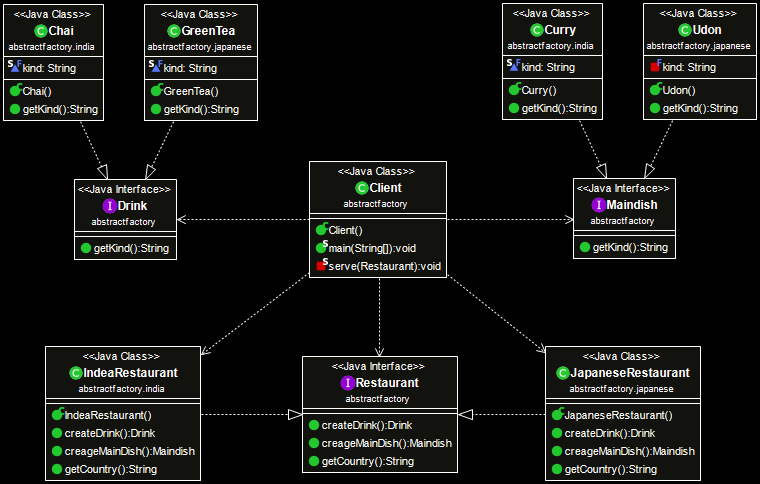 <<Java Class>>
Chai
abstractfactory.india
kind: String
Chai()
getKind():String
<<Java Class>>
GreenTea
abstractfactory.japanese
kind: String
GreenTea()
getKind():String
<<Java Class>>
Curry
abstractfactory.india
kind: String
Curry()
getKind():String
<<Java Class>>
Udon
abstractfactory.japanese
kind: String
Udon()
getKind():String
<<Java Interface>>
Drink
abstractfactory
getKind():String
<<Java Class>>
Client
abstractfactory
Client()
main(String[]):void
serve(Restaurant):void
<<Java Interface>>
Maindish
abstractfactory
getKind():String
<<Java Class>>
IndeaRestaurant
abstractfactory.india
IndeaRestaurant()
createDrink():Drink
creageMainDish():Maindish
getCountry():String
<<Java Interface>>
Restaurant
abstractfactory
createDrink():Drink
creageMainDish():Maindish
getCountry():String
<<Java Class>>
JapaneseRestaurant
abstractfactory.japanese
JapaneseRestaurant()
createDrink():Drink
creageMainDish():Maindish
getCountry():String